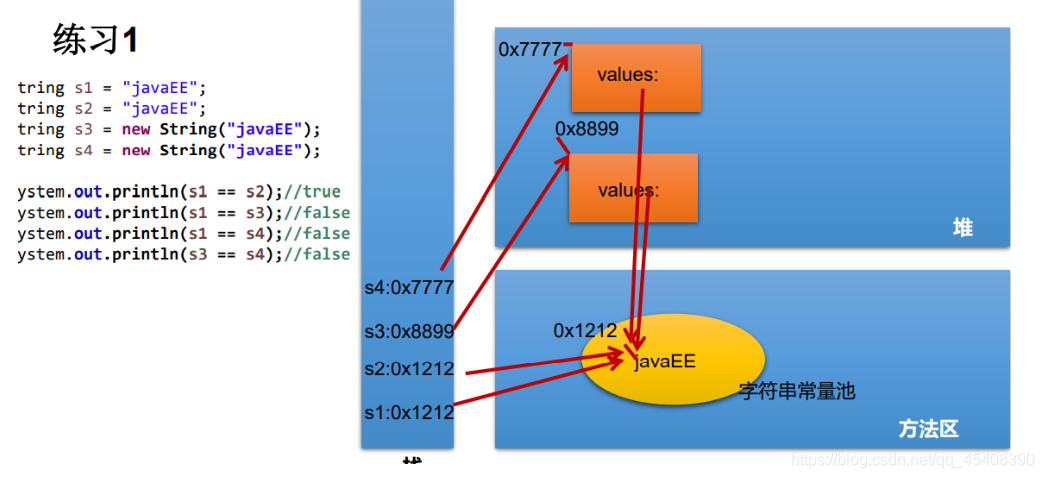 练习1
tring s1 = "javaEE";
tring s2 = "javaEE";
tring s3 = new String("javaEE");
tring s4 = new String("javaEE");
ystem.out.println(s1 == s2);//true
ystem.out.println(s1 == s3);//false
ystem.out.println(s1 == s4);//false
ystem.out.println(s3 == s4);//false
s4:0x7777
s3:0x8899
s2:0x1212
s1:0x1212
0x7777
values:
0x8899
values:
堆
0x1212
javaEE
字符串常量池
方法区
https://blog.csdn.net/qq_45408390